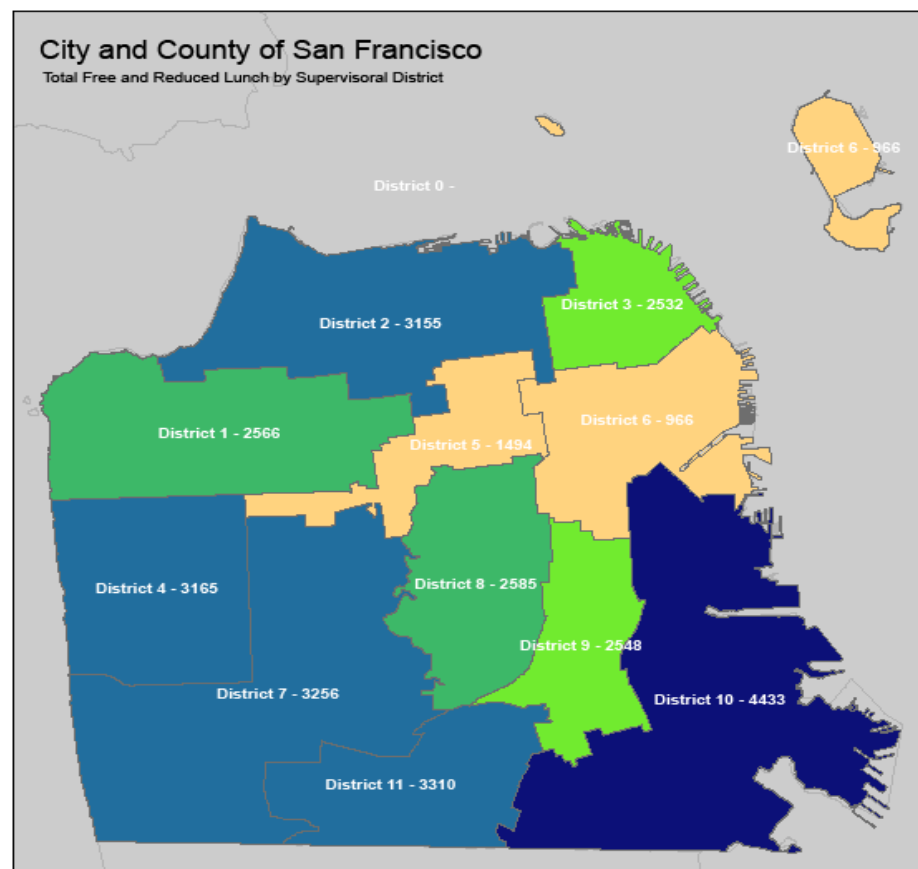 City and County of San Francisco
Total Free and Reduced Lunch by Supervisoral District
District 6 - 966
District 0 -
District 3 - 2532
District 2 - 3155
District 6 - 966
District 1 - 2566
District 5 - 1494
District 8 - 2585
District 4 - 3165
District 9 - 2548
District 7 - 3256
District 10 - 4433
District 11 - 3310